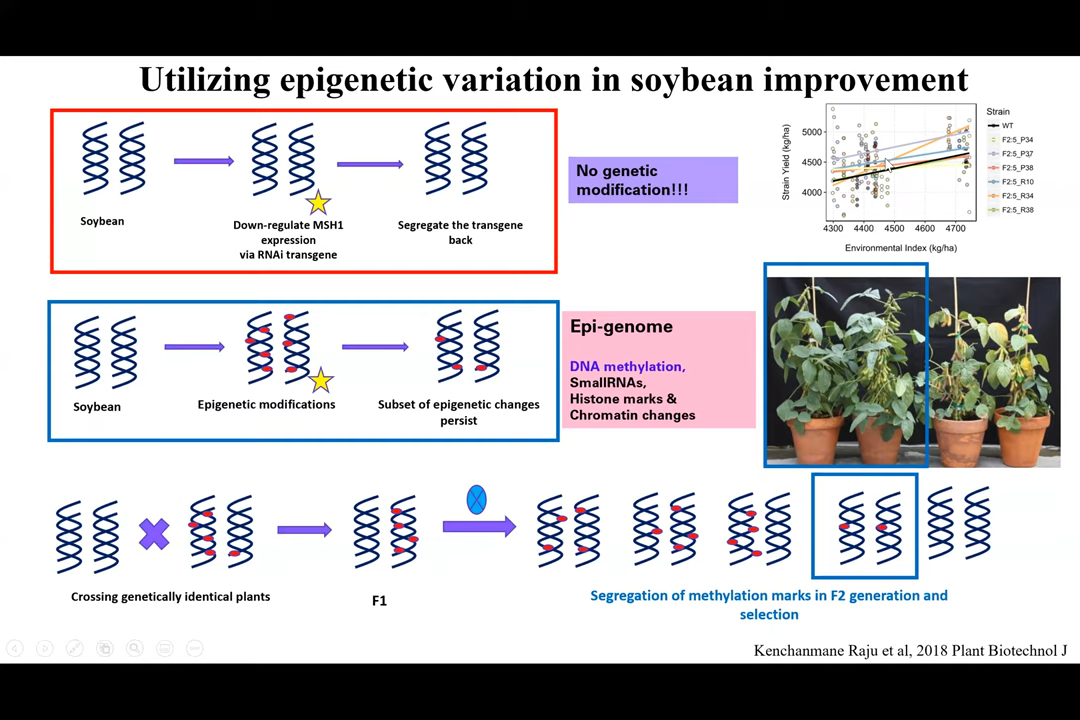 Utilizing epigenetic variation in soybean improvement
Soybean
Down-regulate MSH1
expression
via RNAi transgene
Segregate the transgene
back
No genetic
modification!!!
Strain Yield (kg/ha)
5000
4500
4000
4300 4400 4500 4600 4700
Environmental Index (kg/ha)
Strain
WT
F2:5_P34
F2:5_P37
F2:5_P38
F2:5_R10
F2:5_R34
F2:5_R38
Soybean
Epigenetic modifications
Subset of epigenetic changes
persist
Epi-genome
DNA methylation,
SmallRNAs,
Histone marks &
Chromatin changes
Crossing genetically identical plants
F1
Segregation of methylation marks in F2 generation and
selection
Kenchanmane Raju et al, 2018 Plant Biotechnol J